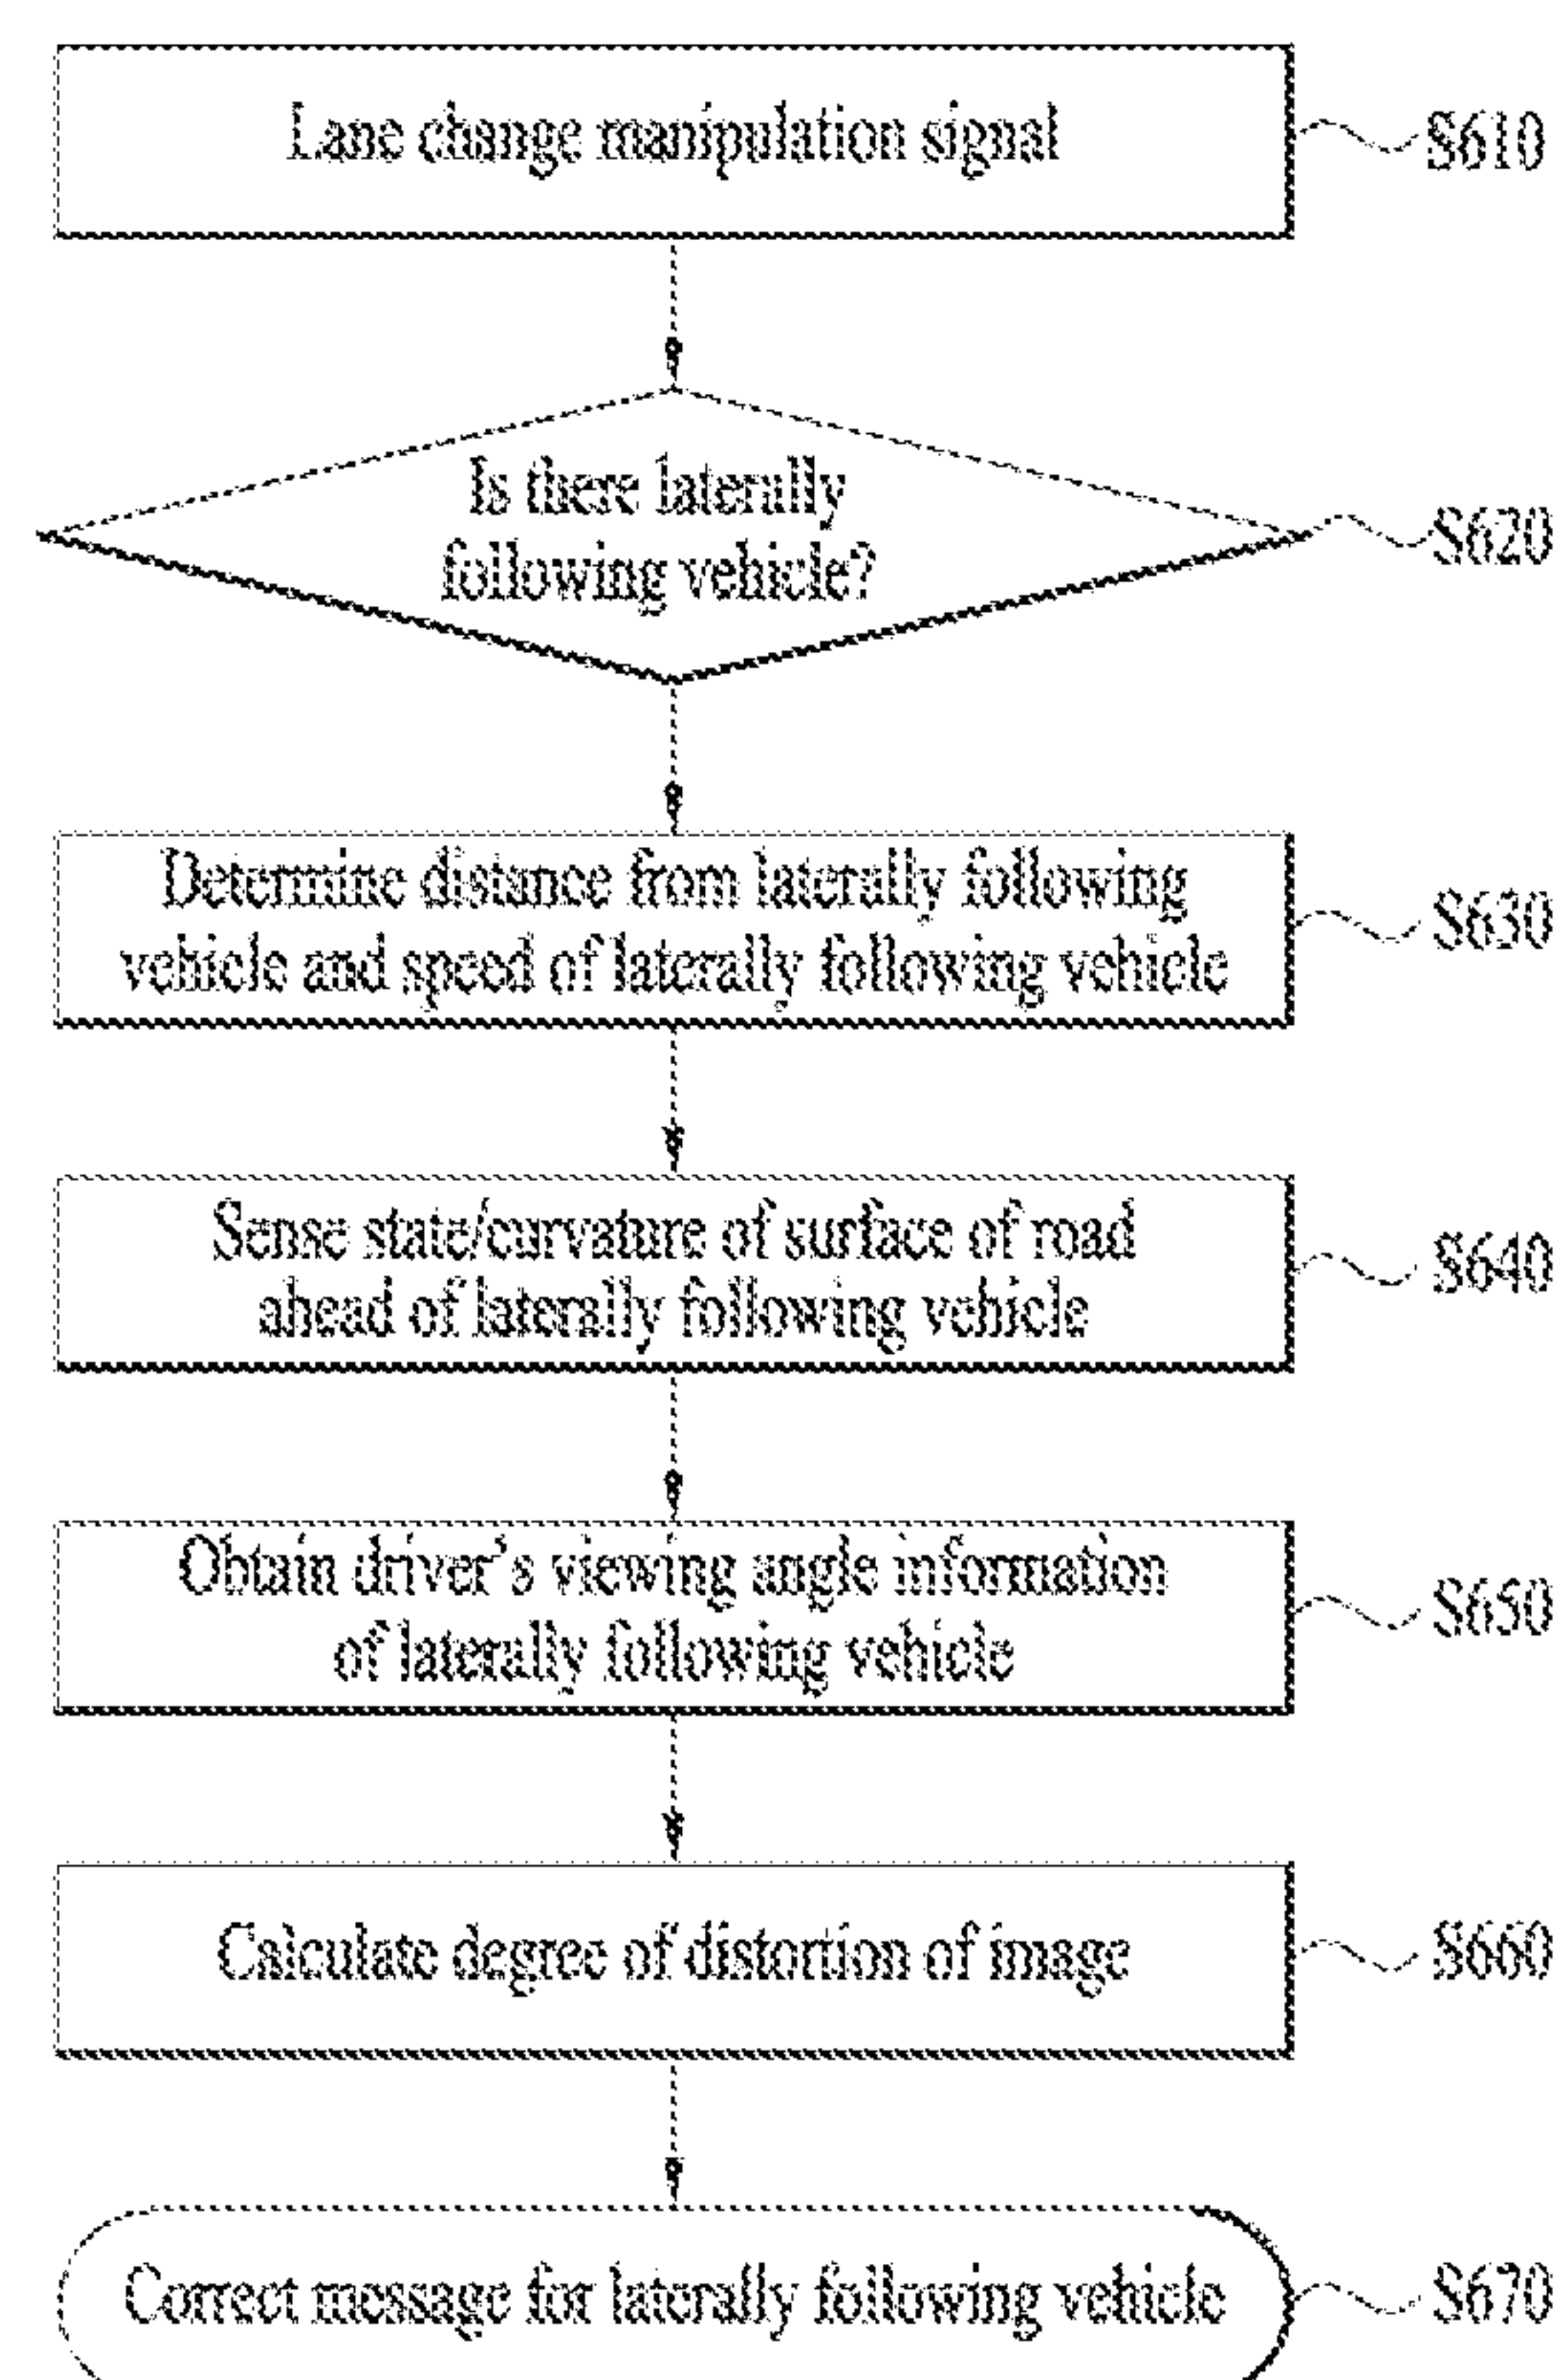 Lane change manipulation signal
S610
Is there laterally
following vehicle?
S620
Determine distance from laterally following
vehicle and speed of laterally following vehicle
S630
Sense state/curvature of surface of road
ahead of laterally following vehicle
S640
Obtain driver's viewing angle information
of laterally following vehicle
S650
Calculate degree of distortion of image
S660
Correct message for laterally following vehicle
S670